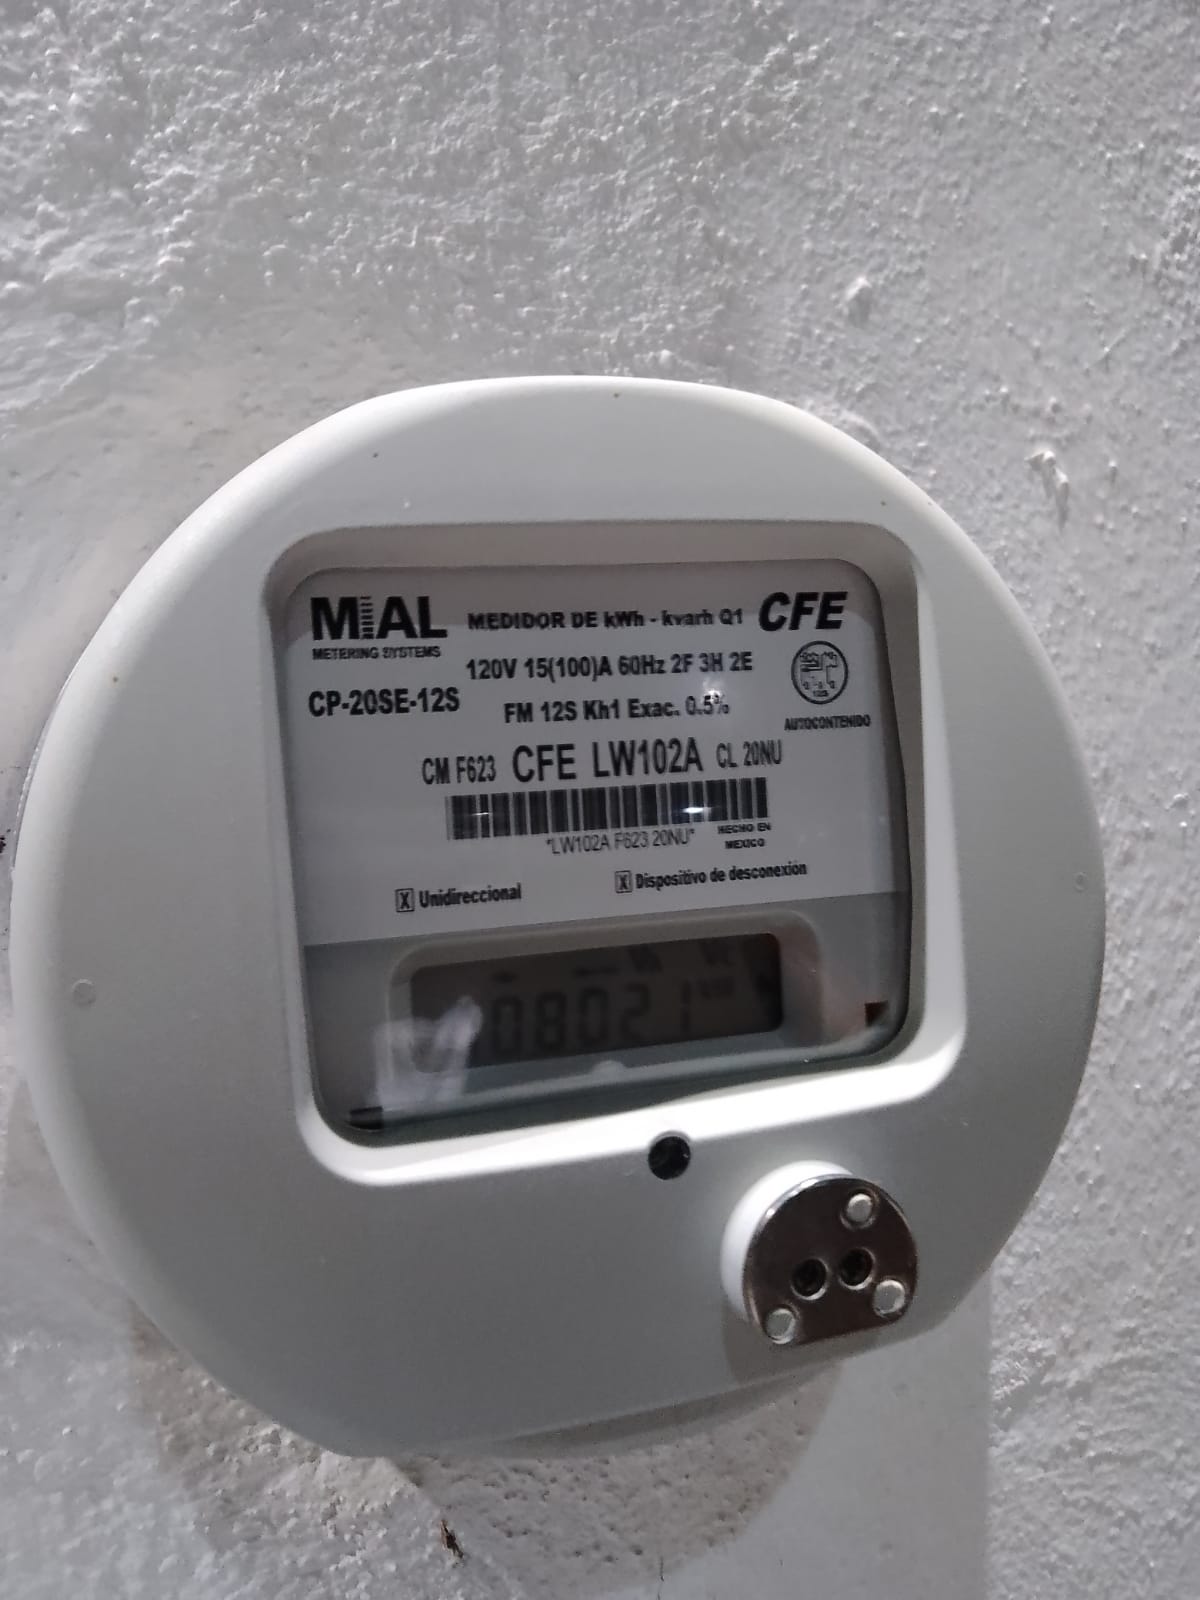 MIAL
METERING SYSTEMS
MEDIDOR DE kWh - kvarh Q1
CFE
120V 15(100)A 60Hz 2F 3H 2E
CP-20SE-12S
FM 12S Kh1 Exac. 0.5%
12S
AUTOCONTENIDO
CM F623 CFE LW102A CL 20NU
*LW102A F623 20NU*
HECHO EN
MEXICO
X Unidireccional
X Dispositivo de desconexión
08021